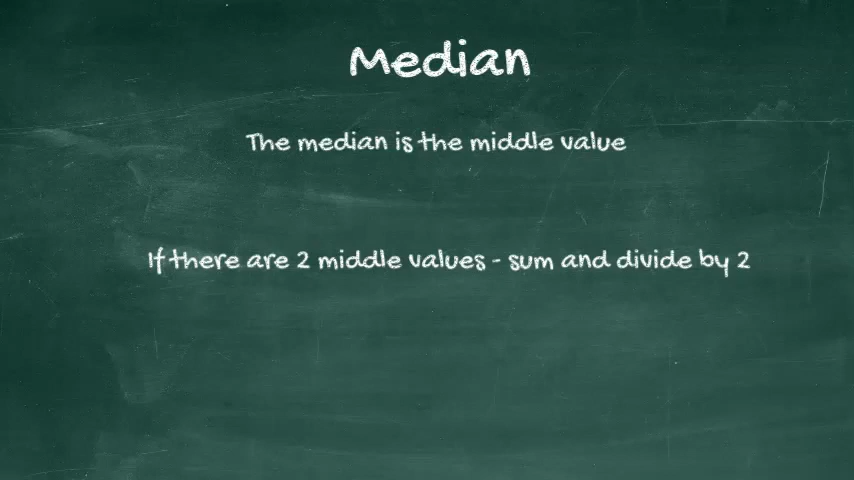 Median
The median is the middle value
If there are 2 middle values - sum and divide by 2